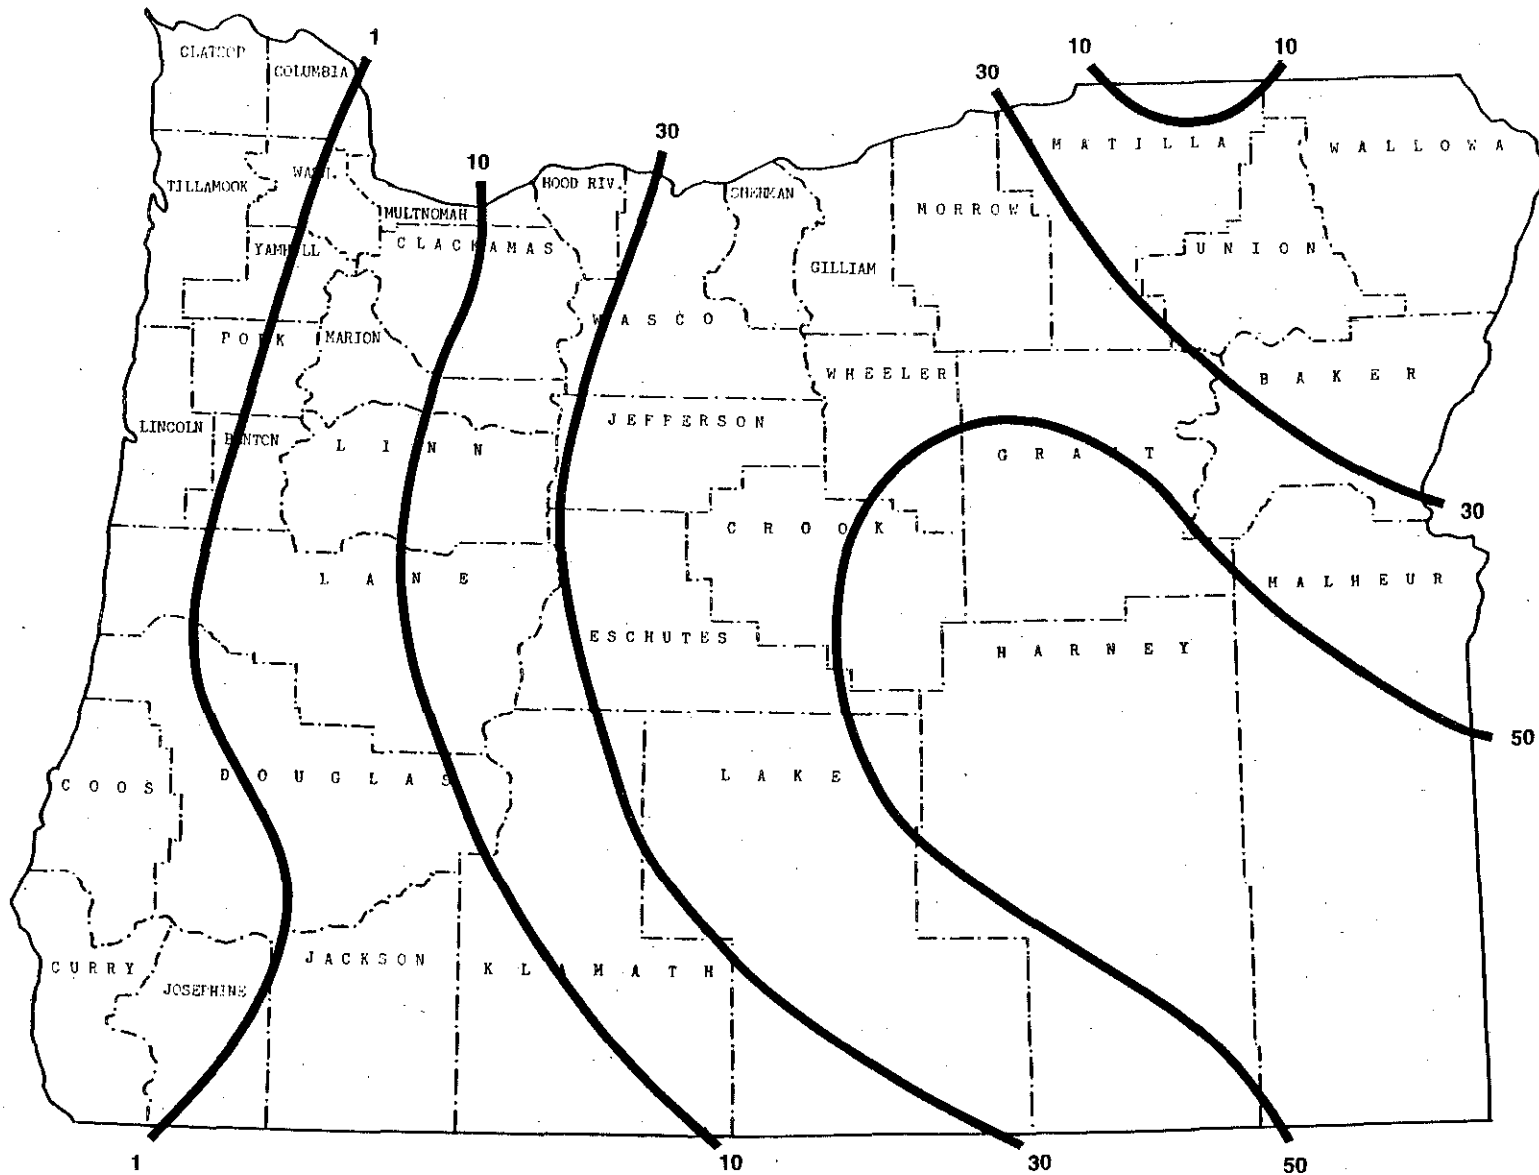 1
CLATSOP
COLUMBIA
10
10
30
30
10
MATILLA
WALLOWA
TILLAMOOK
WASH.
HOOD RIV.
SHERMAN
MULTNOMAH
MORROW
YAMHILL
CLACKAMAS
UNION
GILLIAM
WASCO
POLK
MARION
WHEELER
BAKER
LINCOLN
BENTON
LINN
JEFFERSON
GRANT
30
CROOK
LANE
MALHEUR
ESCHUTES
HARNEY
50
COOS
DOUGLAS
LAKE
CURRY
JACKSON
KLAMATH
JOSEPHINE
1
10
30
50